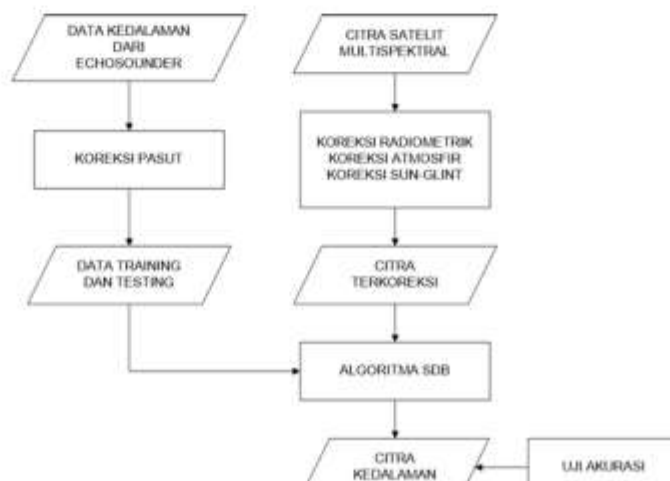 DATA KEDALAMAN
DARI
ECHOSOUNDER
CITRA SATELIT
MULTISPEKTRAL
KOREKSI PASUT
KOREKSI RADIOMETRIK
KOREKSI ATMOSFIR
KOREKSI SUN-GLINT
DATA TRAINING
DAN TESTING
CITRA
TERKOREKSI
ALGORITMA SDB
CITRA
KEDALAMAN
UJI AKURASI